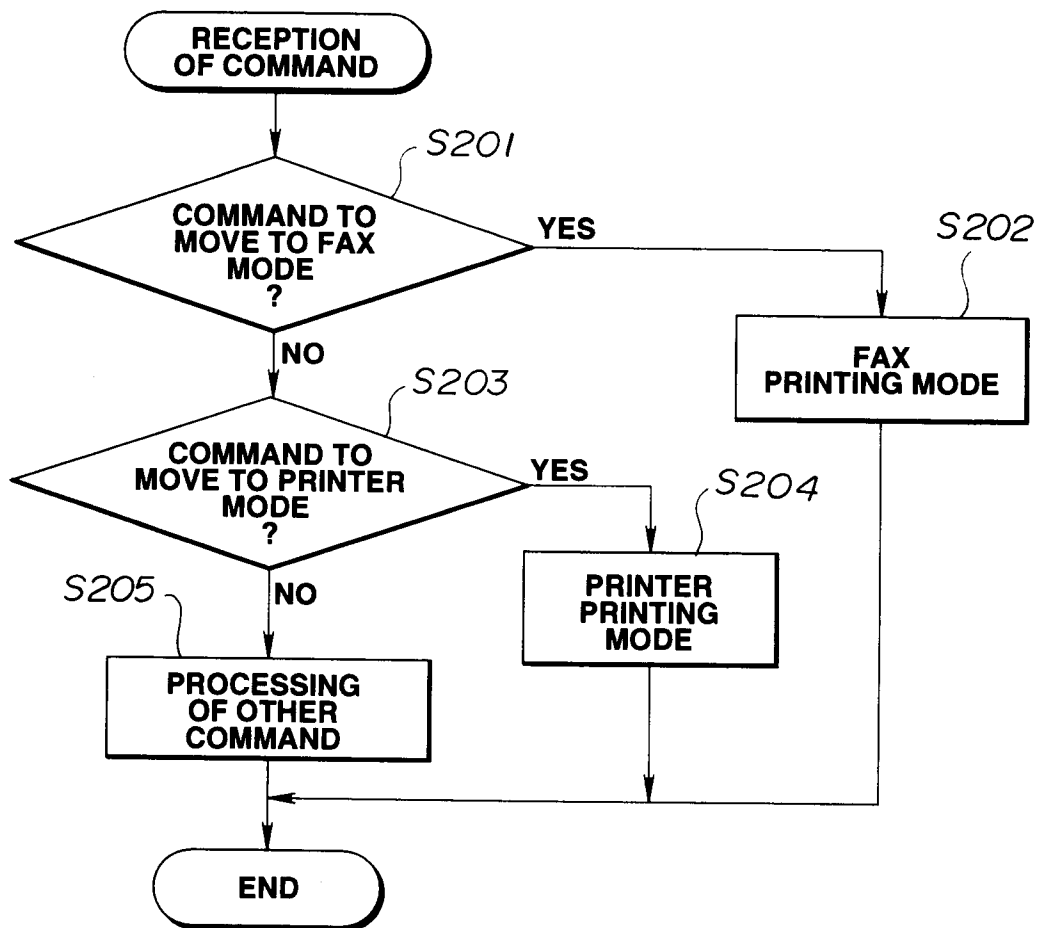 RECEPTION
OF COMMAND
S201
COMMAND TO
MOVE TO FAX
MODE
?
YES
S202
FAX
PRINTING MODE
NO
S203
COMMAND TO
MOVE TO PRINTER
MODE
?
YES
S204
PRINTER
PRINTING
MODE
NO
S205
PROCESSING
OF OTHER
COMMAND
END